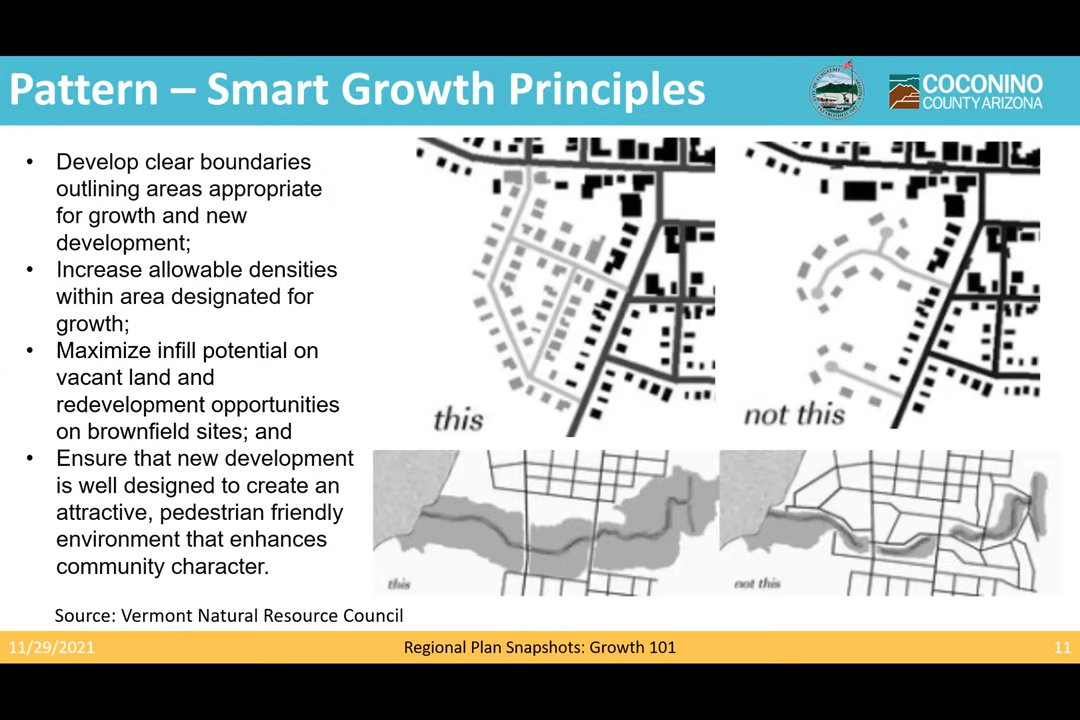 Pattern – Smart Growth Principles
COCONINO
COUNTY ARIZONA
• Develop clear boundaries
outlining areas appropriate
for growth and new
development;
• Increase allowable densities
within area designated for
growth;
• Maximize infill potential on
vacant land and
redevelopment opportunities
on brownfield sites; and
• Ensure that new development
is well designed to create an
attractive, pedestrian friendly
environment that enhances
community character.
this
not this
this
not this
Source: Vermont Natural Resource Council
11/29/2021
Regional Plan Snapshots: Growth 101
11